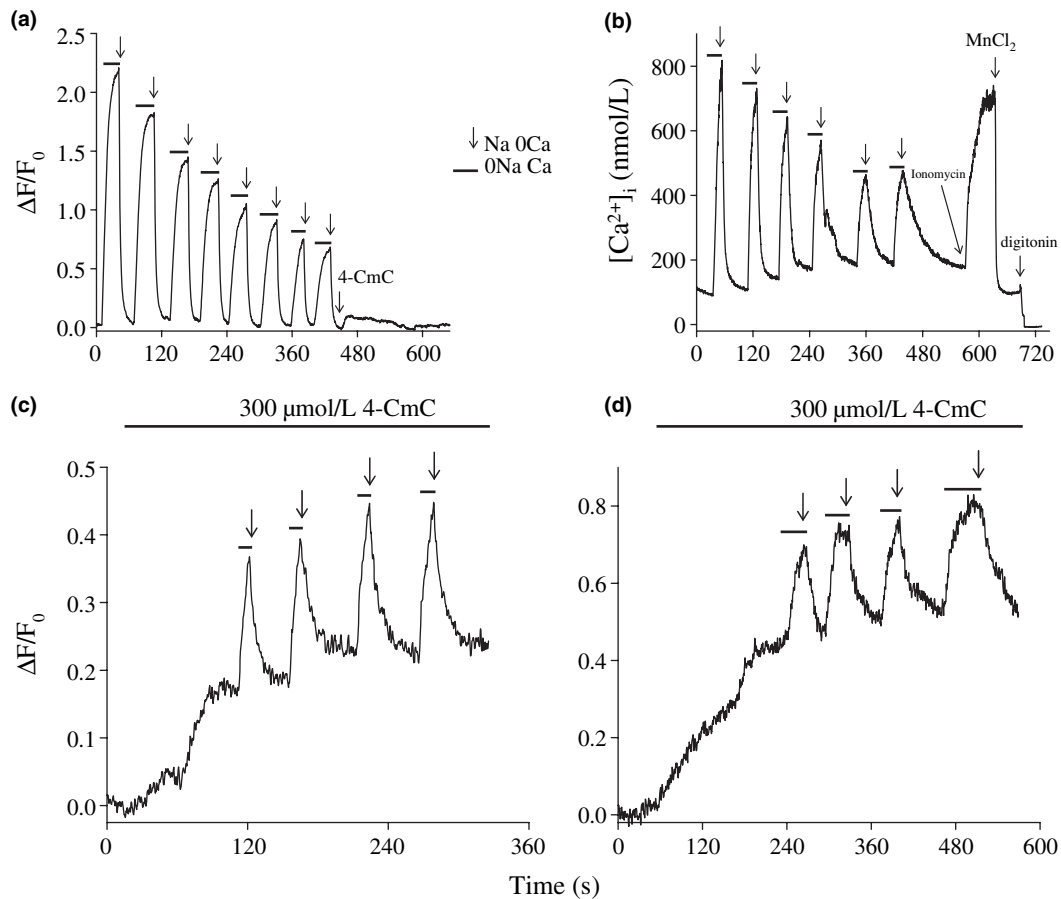 (a)
2.5
2.0
1.5
1.0
0.5
0.0
ΔF/F0
4-CmC
0 120 240 360 480 600
Na 0Ca
0Na Ca
(b)
800
600
400
200
0
[Ca2+]i (nmol/L)
MnCl2
Ionomycin
digitonin
0 120 240 360 480 600 720
(c)
300 µmol/L 4-CmC
0.5
0.4
0.3
0.2
0.1
0.0
ΔF/F0
0 120 240 360
(d)
300 µmol/L 4-CmC
0.8
0.6
0.4
0.2
0.0
0 120 240 360 480 600
Time (s)